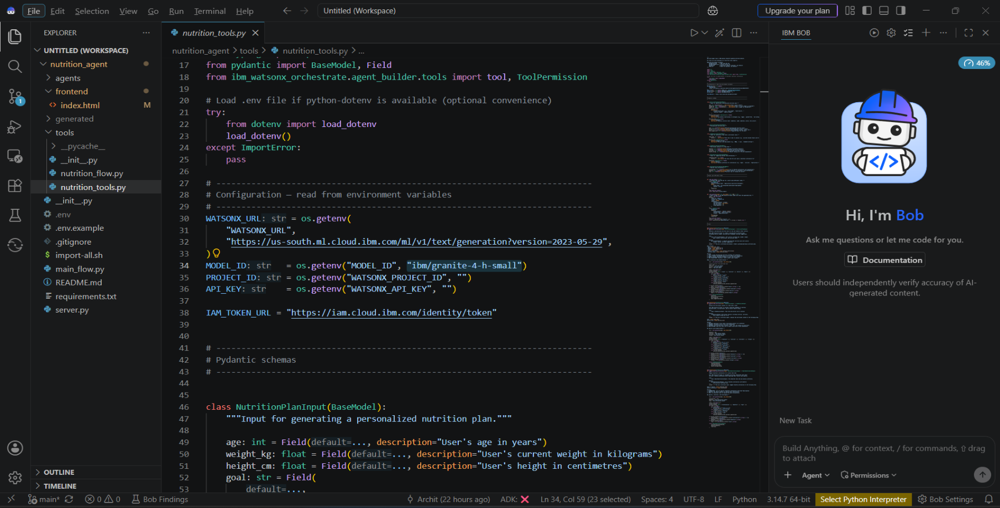 File Edit Selection View Go Run Terminal Help
Untitled (Workspace)
Upgrade your plan
EXPLORER
UNTITLED (WORKSPACE)
nutrition_agent
agents
frontend
index.html M
generated
tools
__pycache__
__init__.py
nutrition_flow.py
nutrition_tools.py
__init__.py
.env
.env.example
.gitignore
import-all.sh
main_flow.py
README.md
requirements.txt
server.py
OUTLINE
TIMELINE
1
nutrition_tools.py
nutrition_agent > tools > nutrition_tools.py > ...
17 from pydantic import BaseModel, Field
18 from ibm_watsonx_orchestrate.agent_builder.tools import tool, ToolPermission
19
20 # Load .env file if python-dotenv is available (optional convenience)
21 try:
22 from dotenv import load_dotenv
23 load_dotenv()
24 except ImportError:
25 pass
26
27 # ---------------------------------------------------------------------------
28 # Configuration — read from environment variables
29 # ---------------------------------------------------------------------------
30 WATSONX_URL: str = os.getenv(
31 "WATSONX_URL",
32 "https://us-south.ml.cloud.ibm.com/ml/v1/text/generation?version=2023-05-29",
33 )
34 MODEL_ID: str = os.getenv("MODEL_ID", "ibm/granite-4-h-small")
35 PROJECT_ID: str = os.getenv("WATSONX_PROJECT_ID", "")
36 API_KEY: str = os.getenv("WATSONX_API_KEY", "")
37
38 IAM_TOKEN_URL = "https://iam.cloud.ibm.com/identity/token"
39
40
41 # ---------------------------------------------------------------------------
42 # Pydantic schemas
43 # ---------------------------------------------------------------------------
44
45
46 class NutritionPlanInput(BaseModel):
47 """Input for generating a personalized nutrition plan."""
48
49 age: int = Field(default=..., description="User's age in years")
50 weight_kg: float = Field(default=..., description="User's current weight in kilograms")
51 height_cm: float = Field(default=..., description="User's height in centimetres")
52 goal: str = Field(
53 default=...,
IBM BOB
46%
</>
Hi, I'm Bob
Ask me questions or let me code for you.
Documentation
Users should independently verify accuracy of AI-
generated content.
New Task
Build Anything, @ for context, / for commands, ⇧ drag
to attach
Agent Permissions
main* 0 0 Bob Findings Archit (22 hours ago) ADK: ❌ Ln 34, Col 59 (23 selected) Spaces: 4 UTF-8 LF Python 3.14.7 64-bit Select Python Interpreter Bob Settings